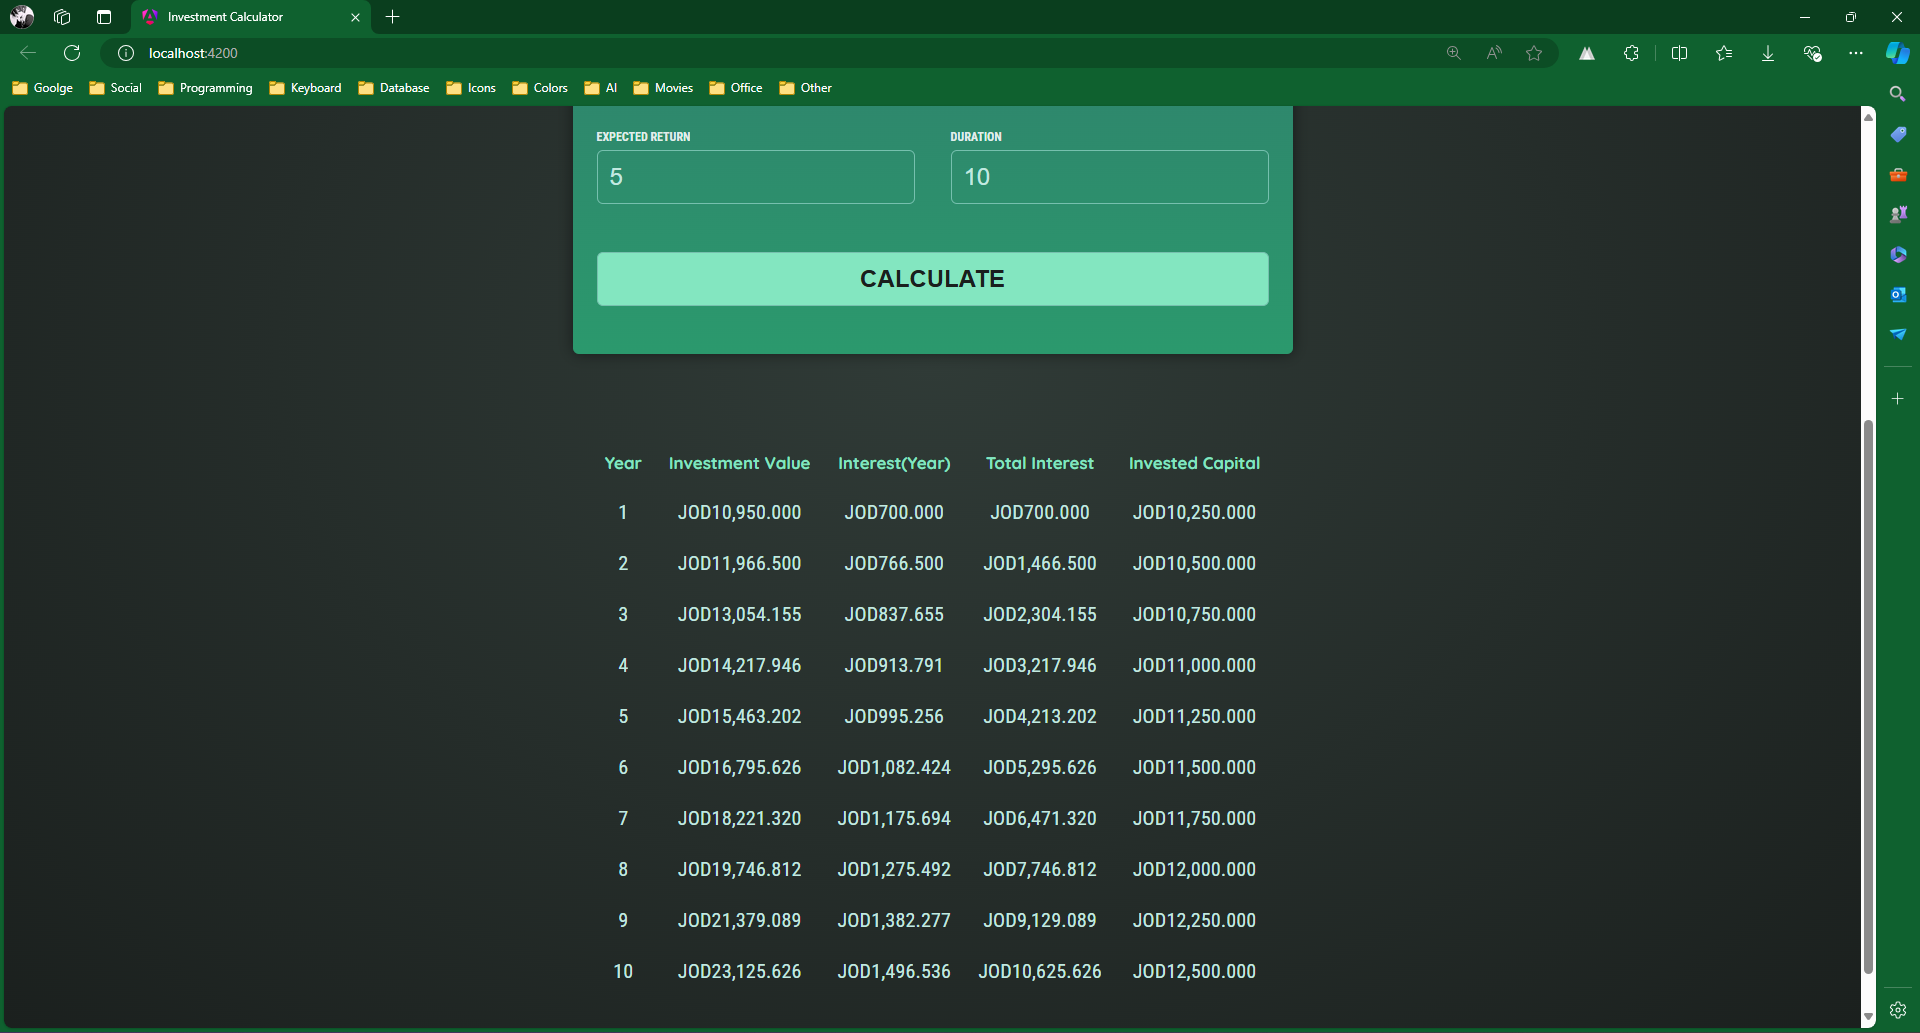 Investment Calculator
localhost:4200
Goolge Social Programming Keyboard Database Icons Colors AI Movies Office Other
EXPECTED RETURN DURATION
5 10
CALCULATE
Year Investment Value Interest(Year) Total Interest Invested Capital
1 JOD10,950.000 JOD700.000 JOD700.000 JOD10,250.000
2 JOD11,966.500 JOD766.500 JOD1,466.500 JOD10,500.000
3 JOD13,054.155 JOD837.655 JOD2,304.155 JOD10,750.000
4 JOD14,217.946 JOD913.791 JOD3,217.946 JOD11,000.000
5 JOD15,463.202 JOD995.256 JOD4,213.202 JOD11,250.000
6 JOD16,795.626 JOD1,082.424 JOD5,295.626 JOD11,500.000
7 JOD18,221.320 JOD1,175.694 JOD6,471.320 JOD11,750.000
8 JOD19,746.812 JOD1,275.492 JOD7,746.812 JOD12,000.000
9 JOD21,379.089 JOD1,382.277 JOD9,129.089 JOD12,250.000
10 JOD23,125.626 JOD1,496.536 JOD10,625.626 JOD12,500.000